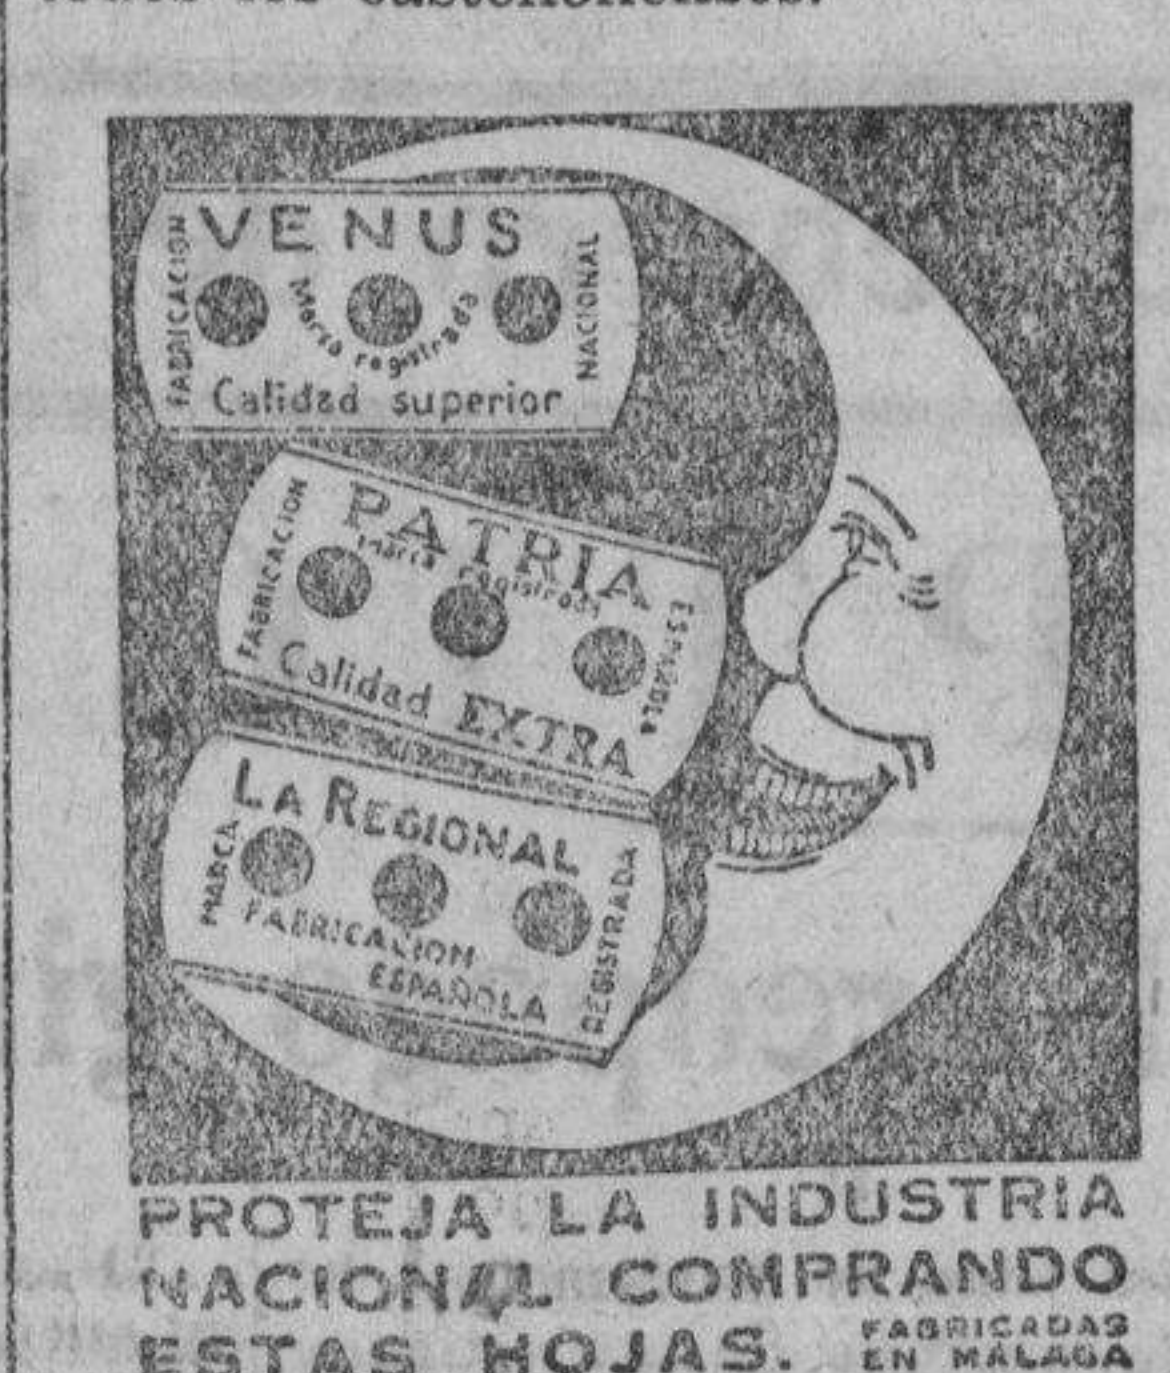 VENUS
FABRICACION
NACIONAL
Marca registrada
Calidad superior
PATRIA
Marca Registrada
FABRICACION
ESPAÑOLA
Calidad EXTRA
LA REGIONAL
MARCA
REGISTRADA
FABRICACION
ESPAÑOLA
PROTEJA LA INDUSTRIA
NACIONAL COMPRANDO
ESTAS HOJAS. FABRICADAS
EN MALAGA